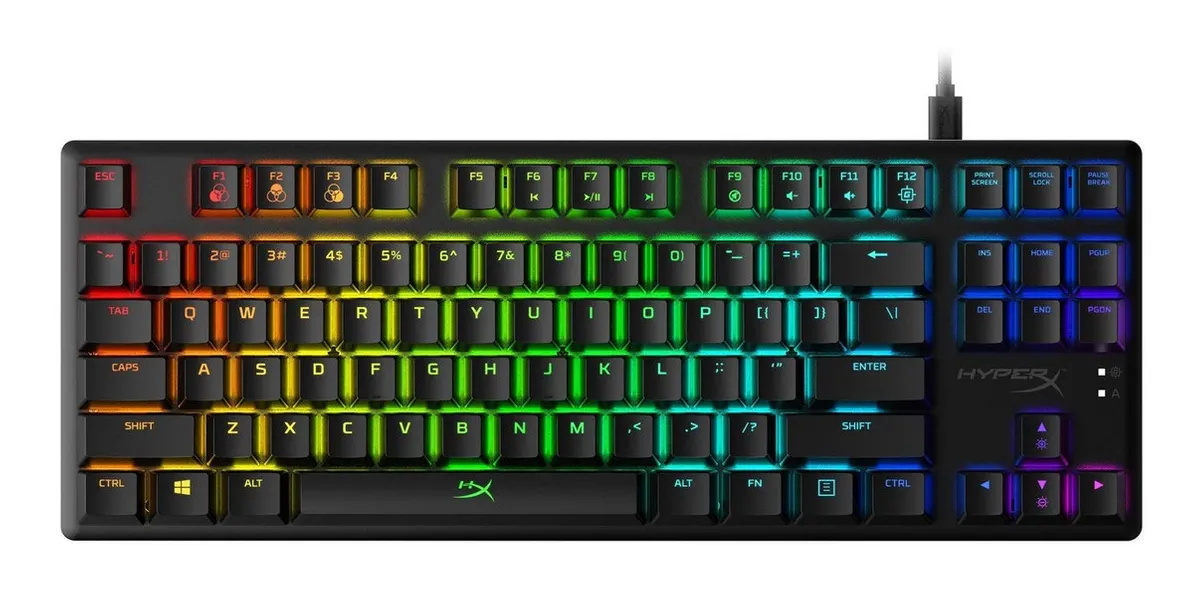 ESC F1 F2 F3 F4 F5 F6 F7 F8 F9 F10 F11 F12 PRINT SCREEN SCROLL LOCK PAUSE BREAK
`~ 1! 2@ 3# 4$ 5% 6^ 7& 8* 9( 0) -_ =+ ← INS HOME PGUP
TAB Q W E R T Y U I O P [{ ]} \| DEL END PGDN
CAPS A S D F G H J K L ;: '" ENTER HYPERX
A
SHIFT Z X C V B N M ,< .> /? SHIFT ▲
CTRL ALT HX ALT FN CTRL ◀ ▼ ▶